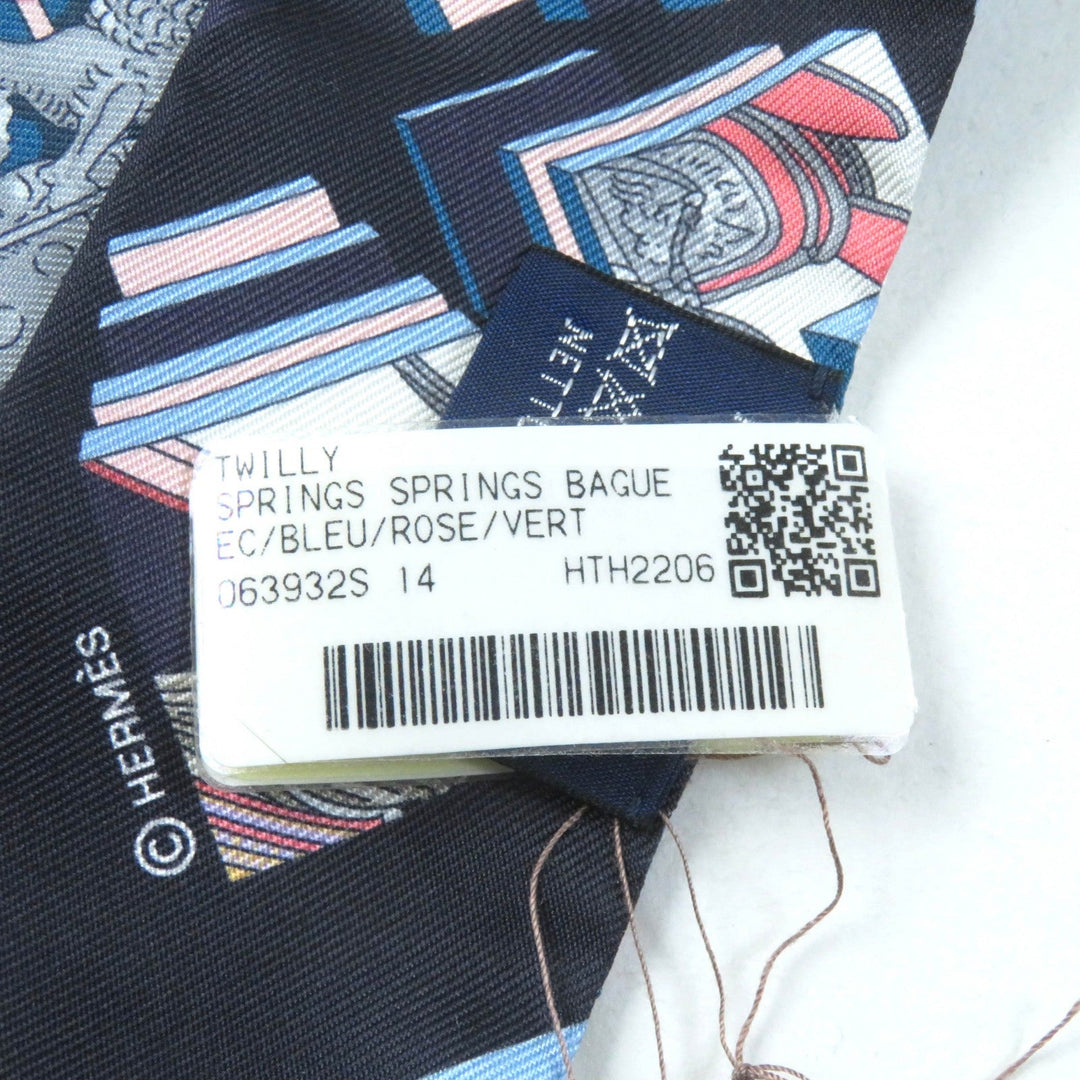 TWILLY
SPRINGS SPRINGS BAGUE
EC/BLEU/ROSE/VERT
063932S 14 HTH2206
© HERMÈS